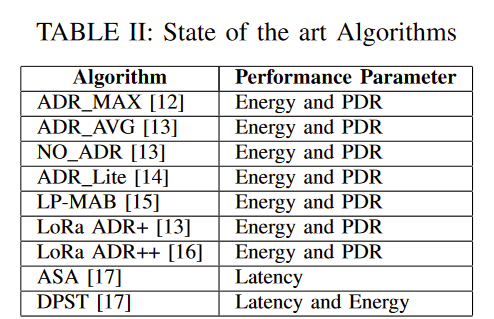 TABLE II: State of the art Algorithms
Algorithm Performance Parameter
ADR_MAX [12] Energy and PDR
ADR_AVG [13] Energy and PDR
NO_ADR [13] Energy and PDR
ADR_Lite [14] Energy and PDR
LP-MAB [15] Energy and PDR
LoRa ADR+ [13] Energy and PDR
LoRa ADR++ [16] Energy and PDR
ASA [17] Latency
DPST [17] Latency and Energy